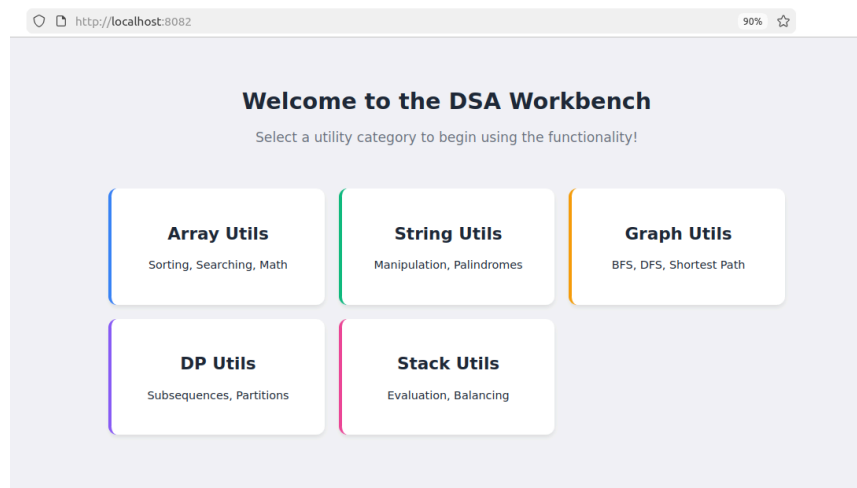 http://localhost:8082
90%
Welcome to the DSA Workbench
Select a utility category to begin using the functionality!
Array Utils
Sorting, Searching, Math
String Utils
Manipulation, Palindromes
Graph Utils
BFS, DFS, Shortest Path
DP Utils
Subsequences, Partitions
Stack Utils
Evaluation, Balancing